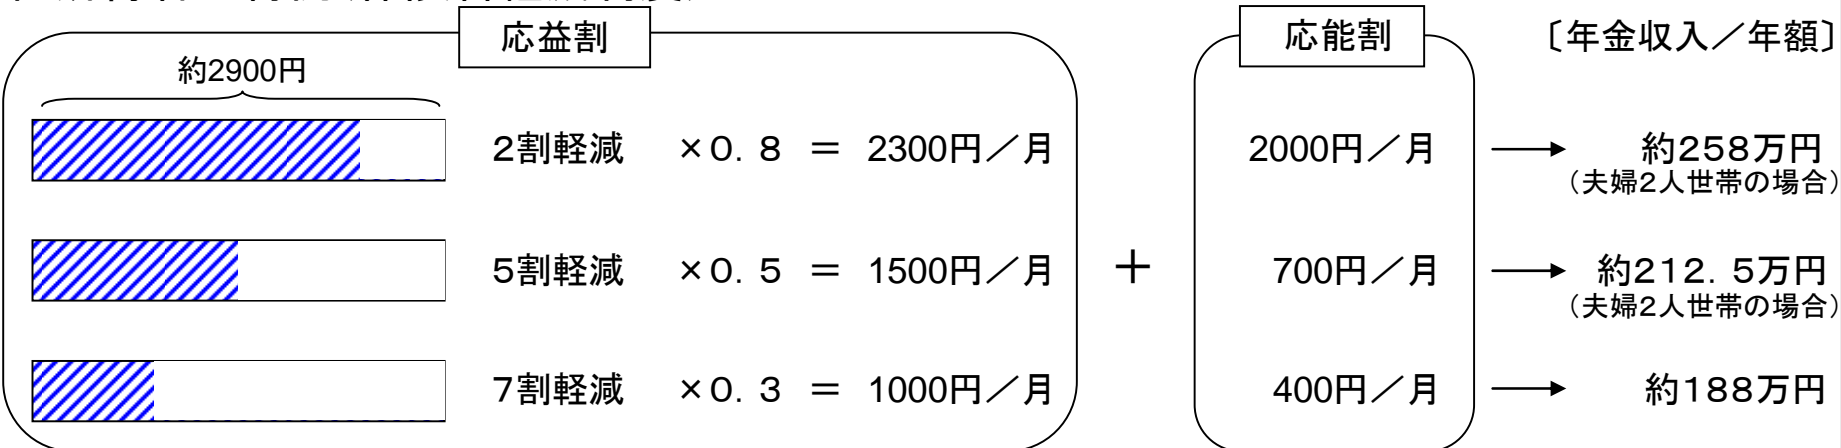 応益割 応能割 〔年金収入／年額〕
約2900円
2割軽減 ×0．8 ＝ 2300円／月 2000円／月 → 約258万円
（夫婦2人世帯の場合）
5割軽減 ×0．5 ＝ 1500円／月 ＋ 700円／月 → 約212．5万円
（夫婦2人世帯の場合）
7割軽減 ×0．3 ＝ 1000円／月 400円／月 → 約188万円